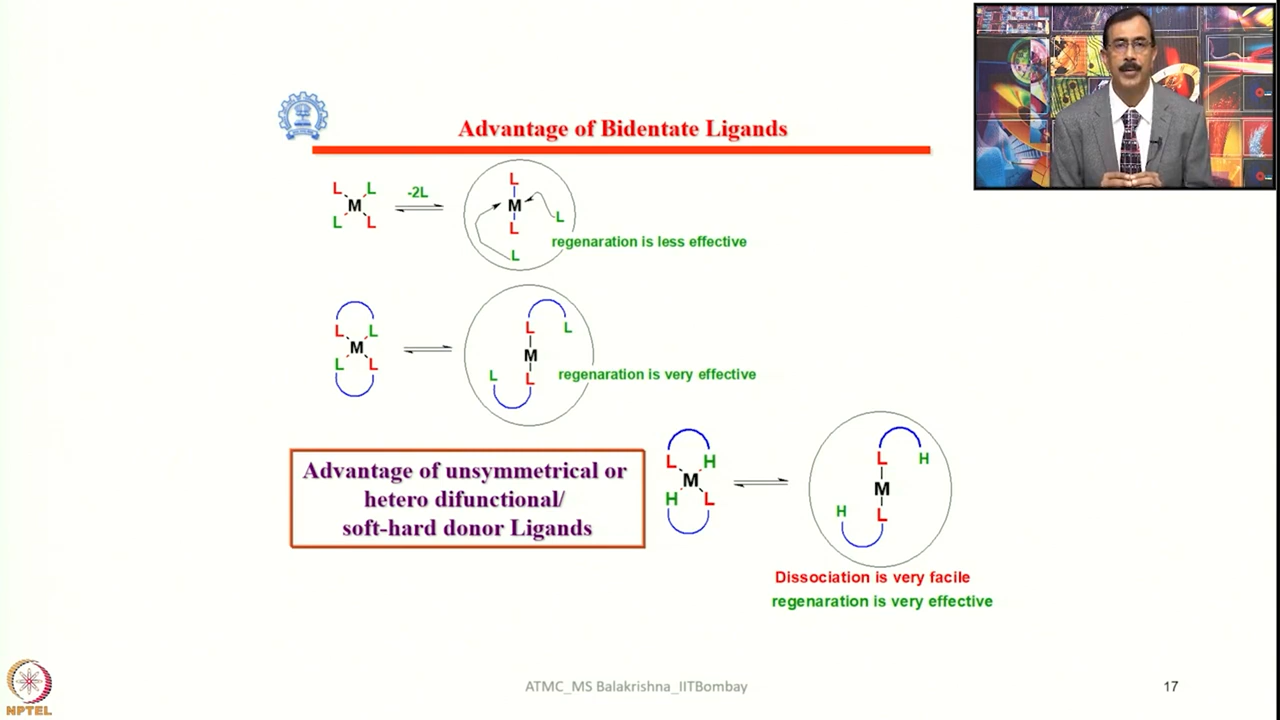 Advantage of Bidentate Ligands
L L
M
L L
-2L
L
M
L
L
L
regenaration is less effective
L L
M
L L
L L
M
L L
regenaration is very effective
Advantage of unsymmetrical or
hetero difunctional/
soft-hard donor Ligands
L H
M
H L
L H
M
H L
Dissociation is very facile
regenaration is very effective
NPTEL
ATMC_MS Balakrishna_IITBombay
17